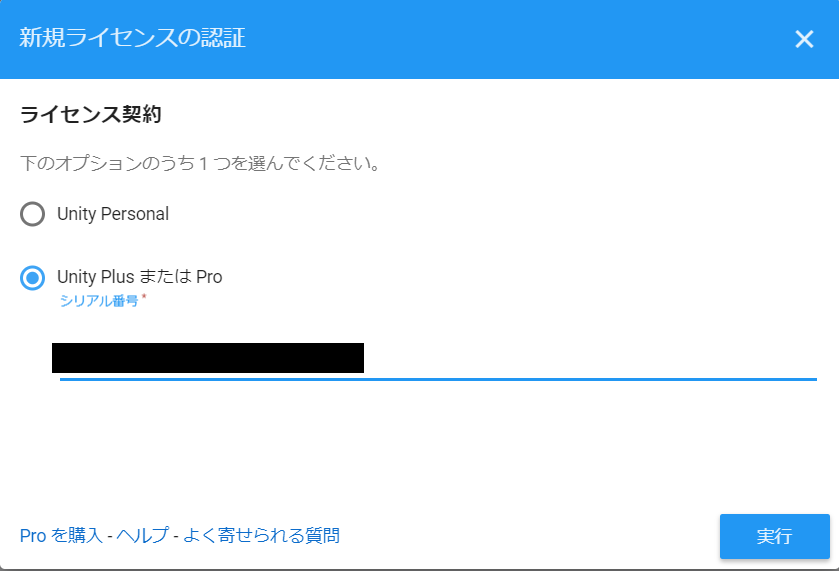 新規ライセンスの認証
ライセンス契約
下のオプションのうち 1 つを選んでください。
Unity Personal
Unity Plus または Pro
シリアル番号 *
Pro を購入 - ヘルプ - よく寄せられる質問
実行